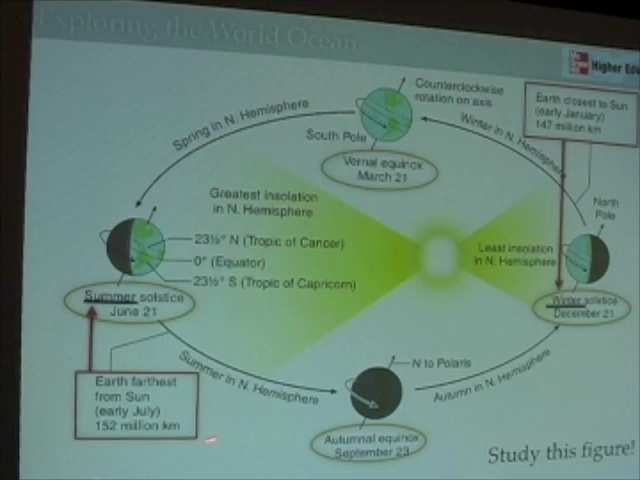 Exploring the World Ocean
Higher Edu
Counterclockwise
rotation on axis
Earth closest to Sun
(early January)
147 million km
Spring in N. Hemisphere
South Pole
Winter in N. Hemisphere
Vernal equinox
March 21
Greatest insolation
in N. Hemisphere
North
Pole
23½° N (Tropic of Cancer)
0° (Equator)
23½° S (Tropic of Capricorn)
Least insolation
in N. Hemisphere
Summer solstice
June 21
Winter solstice
December 21
Summer in N. Hemisphere
N to Polaris
Autumn in N. Hemisphere
Earth farthest
from Sun
(early July)
152 million km
Autumnal equinox
September 23
Study this figure!